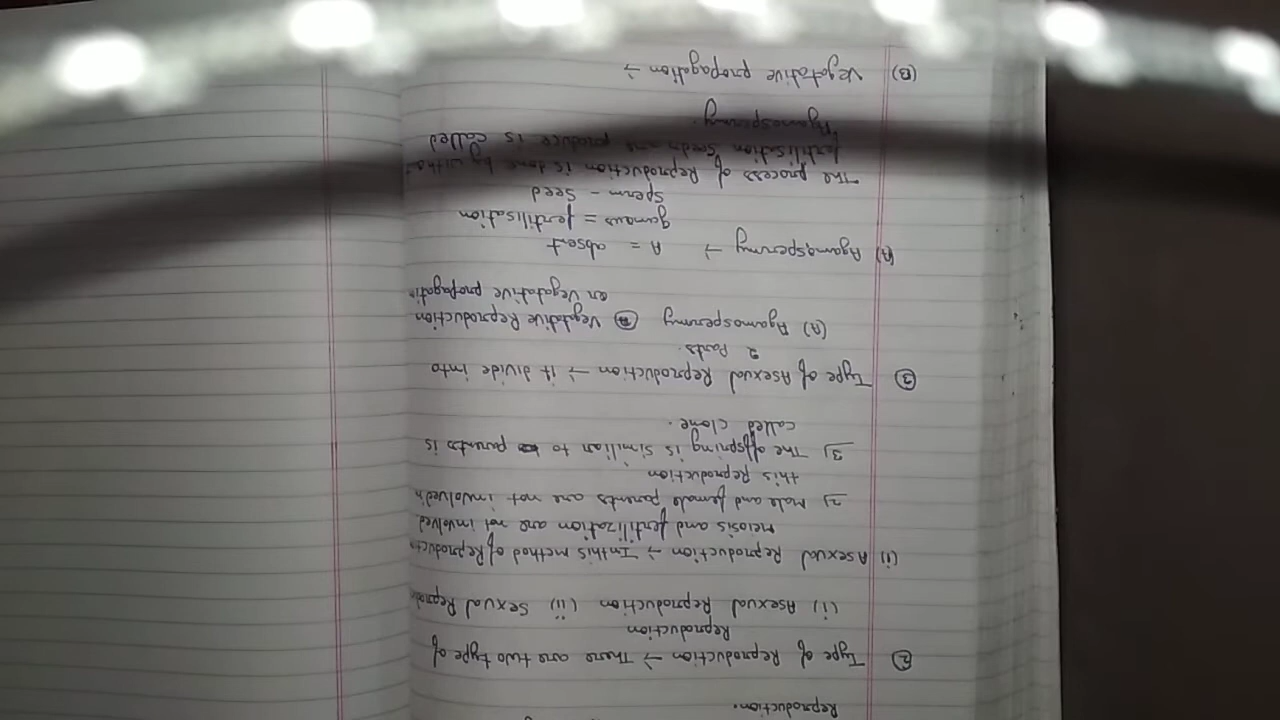 Reproduction.
② Type of Reproduction → There are two type of
Reproduction
(i) Asexual Reproduction (ii) Sexual
(i) Asexual Reproduction → In this method of
meiosis and fertilization are not involved
2) Male and female parents are not involved in
this Reproduction
3) The offspring is similar to parents is
called clone.
③ Type of Asexual Reproduction → it divide into
2 Parts.
(A) Agamospermy Vegetative Reproduction
or Vegetative propagation
(A) Agamospermy → A = absent
gamous = fertilisation
sperm - seed
The process of Reproduction is done by
fertilisation seeds are produce is called
Agamospermy.
(B) Vegetative propagation →